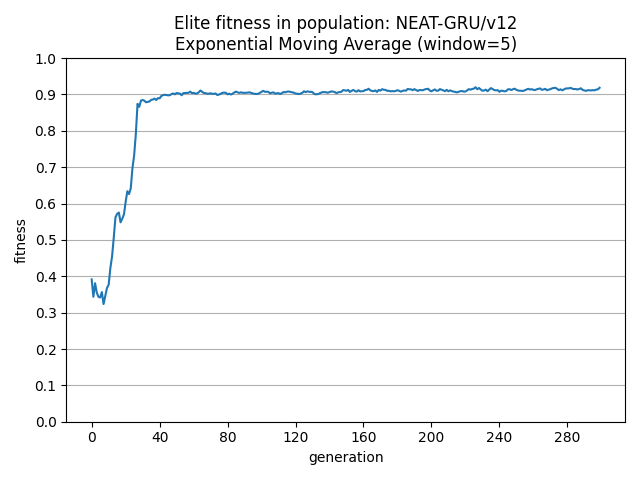 Elite fitness in population: NEAT-GRU/v12
Exponential Moving Average (window=5)
1.0
0.9
0.8
0.7
0.6
0.5
0.4
0.3
0.2
0.1
0.0
fitness
0 40 80 120 160 200 240 280
generation